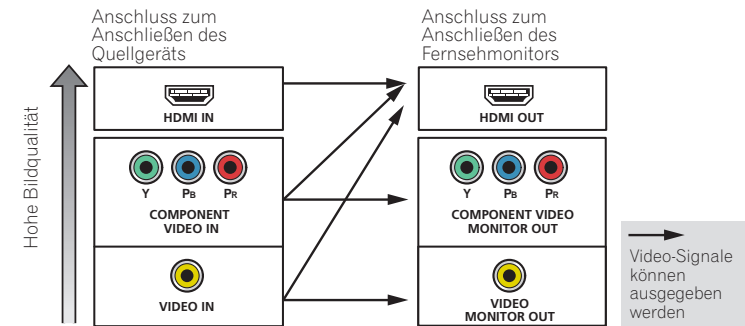 Anschluss zum
Anschließen des
Quellgeräts
Anschluss zum
Anschließen des
Fernsehmonitors
Hohe Bildqualität
HDMI IN
HDMI OUT
Y PB PR
COMPONENT
VIDEO IN
Y PB PR
COMPONENT VIDEO
MONITOR OUT
VIDEO IN
VIDEO
MONITOR OUT
Video-Signale
können
ausgegeben
werden